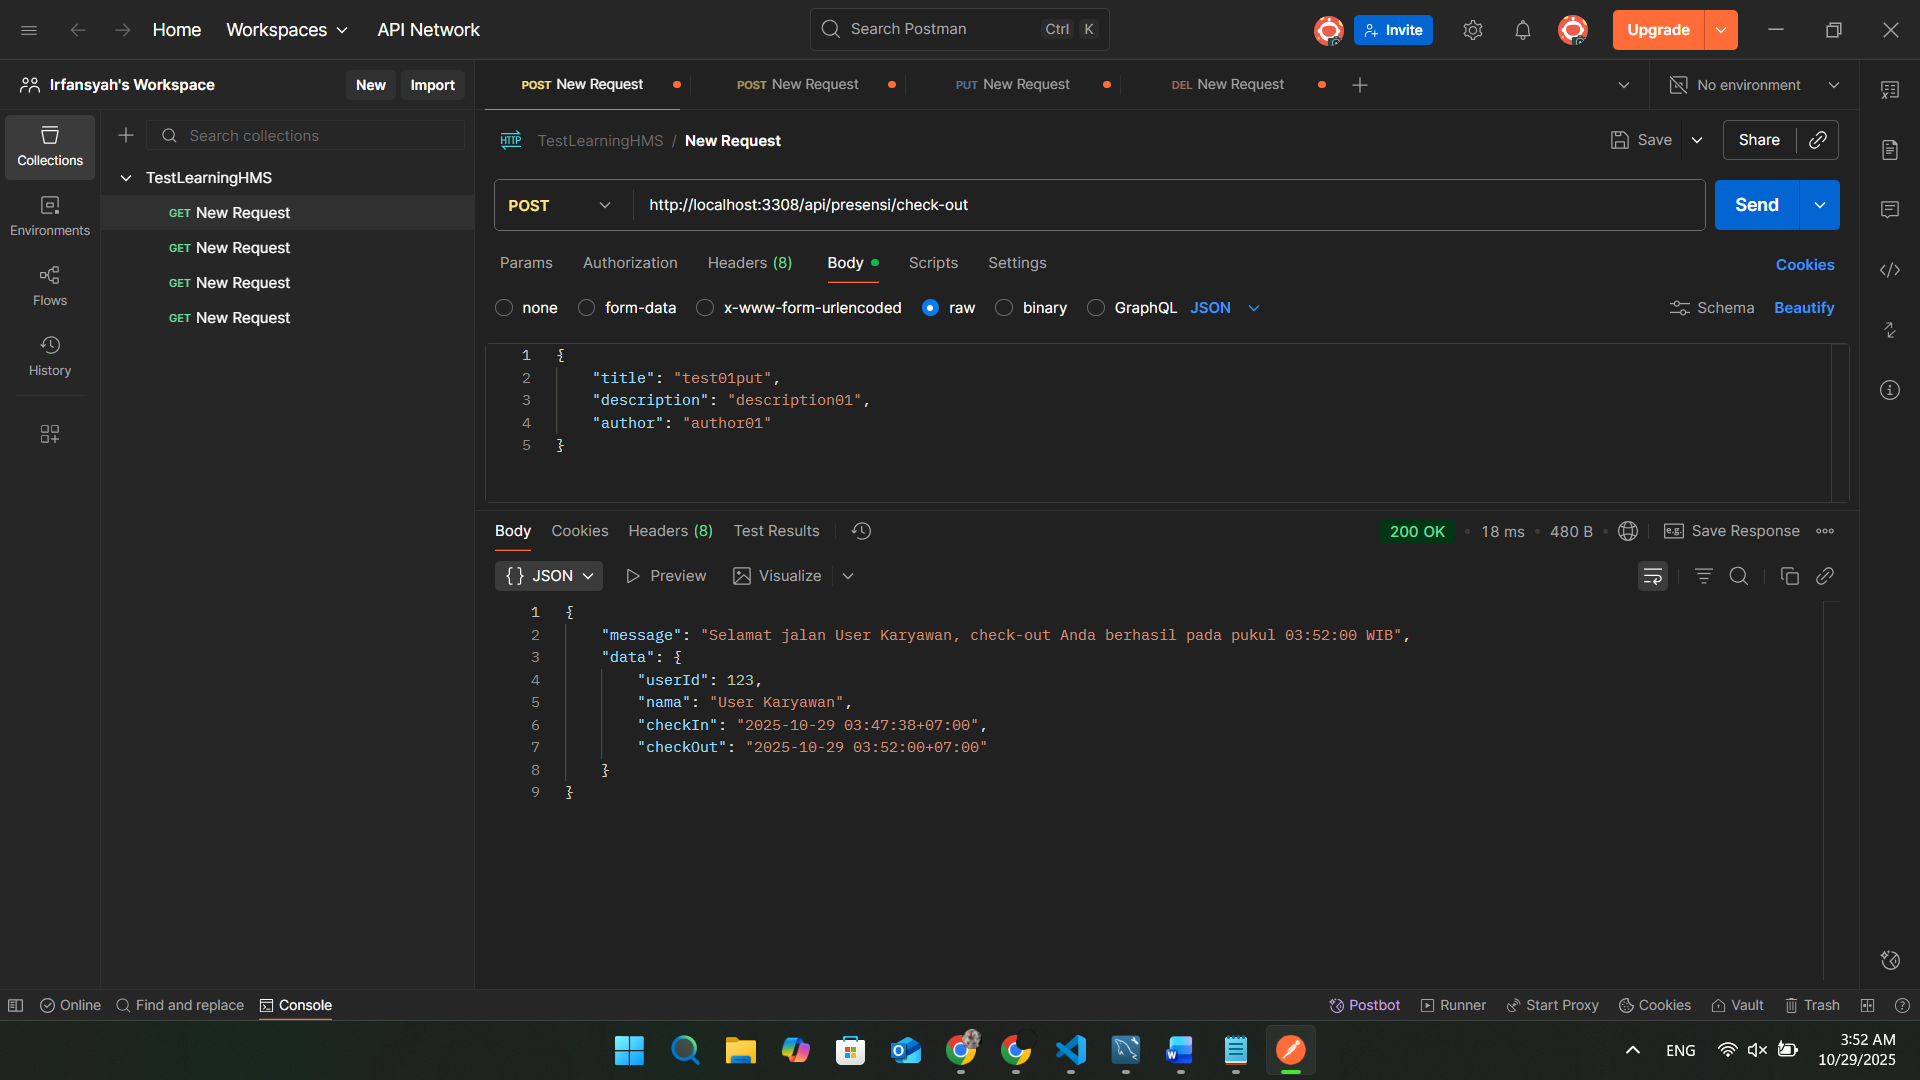 Home
Workspaces
API Network
Search Postman
Ctrl K
Invite
Upgrade
Irfansyah's Workspace
New
Import
POST New Request
POST New Request
PUT New Request
DEL New Request
No environment
Collections
Environments
Flows
History
Search collections
TestLearningHMS
GET New Request
GET New Request
GET New Request
GET New Request
HTTP TestLearningHMS / New Request
Save
Share
POST
http://localhost:3308/api/presensi/check-out
Send
Params
Authorization
Headers (8)
Body
Scripts
Settings
Cookies
none
form-data
x-www-form-urlencoded
raw
binary
GraphQL
JSON
Schema
Beautify
1 {
2 "title": "test01put",
3 "description": "description01",
4 "author": "author01"
5 }
Body
Cookies
Headers (8)
Test Results
200 OK
18 ms
480 B
e.g. Save Response
{} JSON
Preview
Visualize
1 {
2 "message": "Selamat jalan User Karyawan, check-out Anda berhasil pada pukul 03:52:00 WIB",
3 "data": {
4 "userId": 123,
5 "nama": "User Karyawan",
6 "checkIn": "2025-10-29 03:47:38+07:00",
7 "checkOut": "2025-10-29 03:52:00+07:00"
8 }
9 }
Online
Find and replace
Console
Postbot
Runner
Start Proxy
Cookies
Vault
Trash
ENG
3:52 AM
10/29/2025